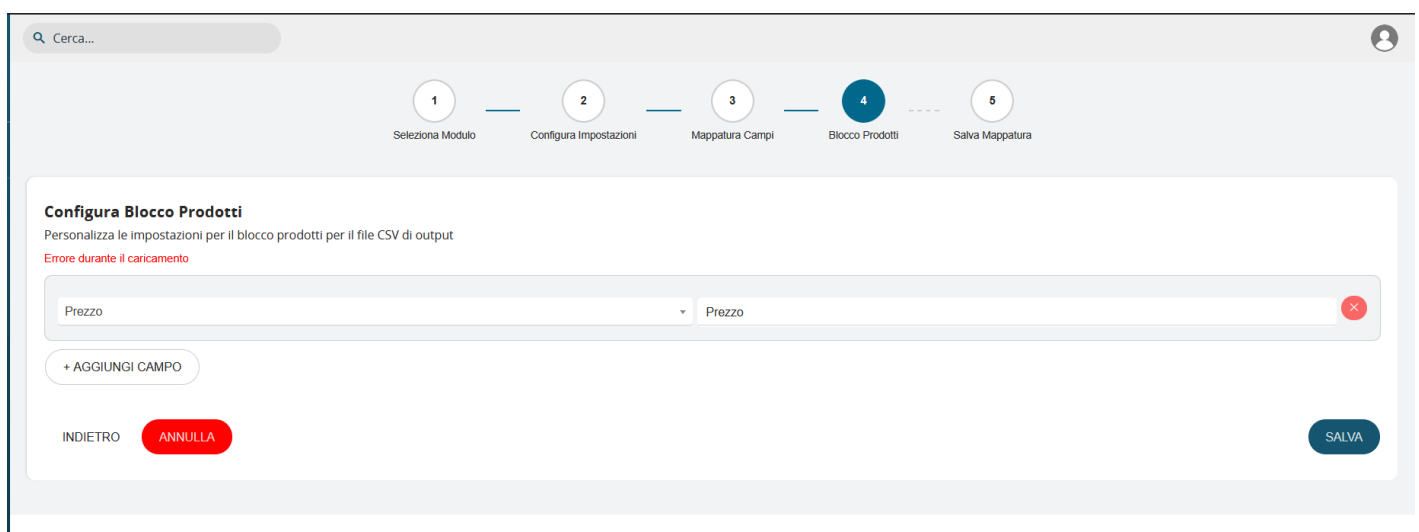 Cerca...
1 2 3 4 5
Seleziona Modulo Configura Impostazioni Mappatura Campi Blocco Prodotti Salva Mappatura
Configura Blocco Prodotti
Personalizza le impostazioni per il blocco prodotti per il file CSV di output
Errore durante il caricamento
Prezzo Prezzo
+ AGGIUNGI CAMPO
INDIETRO ANNULLA SALVA